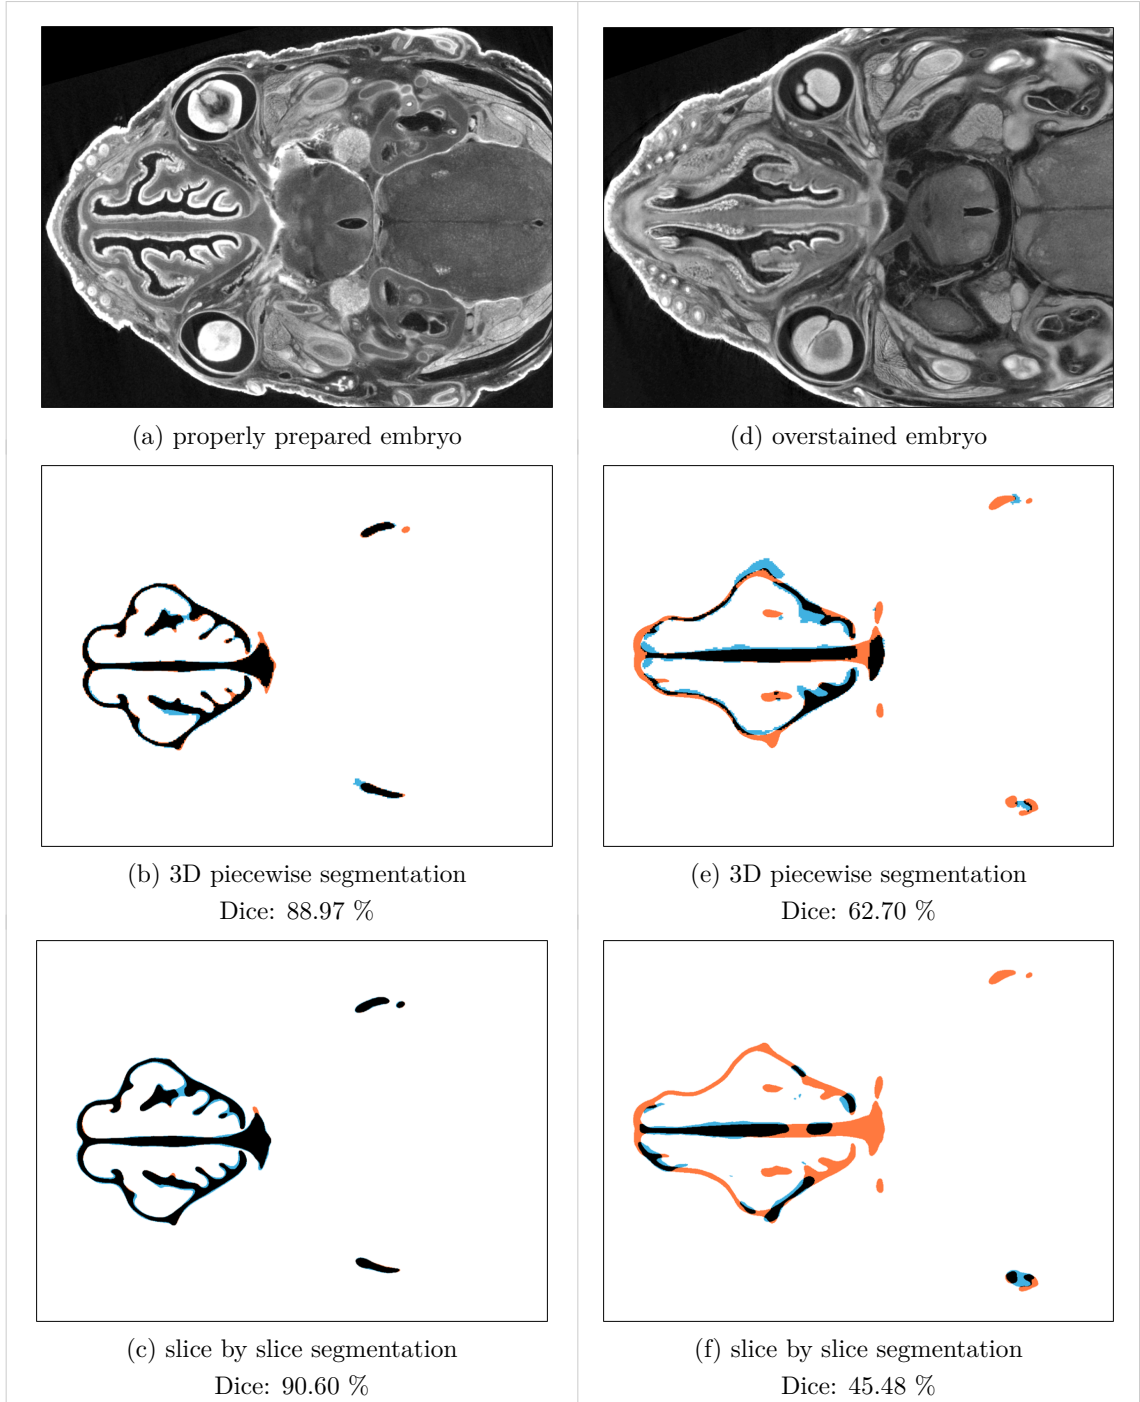 (a) properly prepared embryo
(d) overstained embryo
(b) 3D piecewise segmentation
Dice: 88.97 %
(e) 3D piecewise segmentation
Dice: 62.70 %
(c) slice by slice segmentation
Dice: 90.60 %
(f) slice by slice segmentation
Dice: 45.48 %